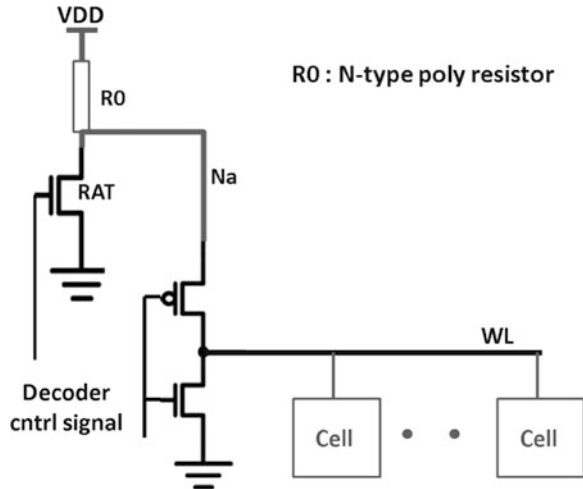 VDD
R0 : N-type poly resistor
R0
RAT
Na
WL
Decoder
cntrl signal
Cell
Cell